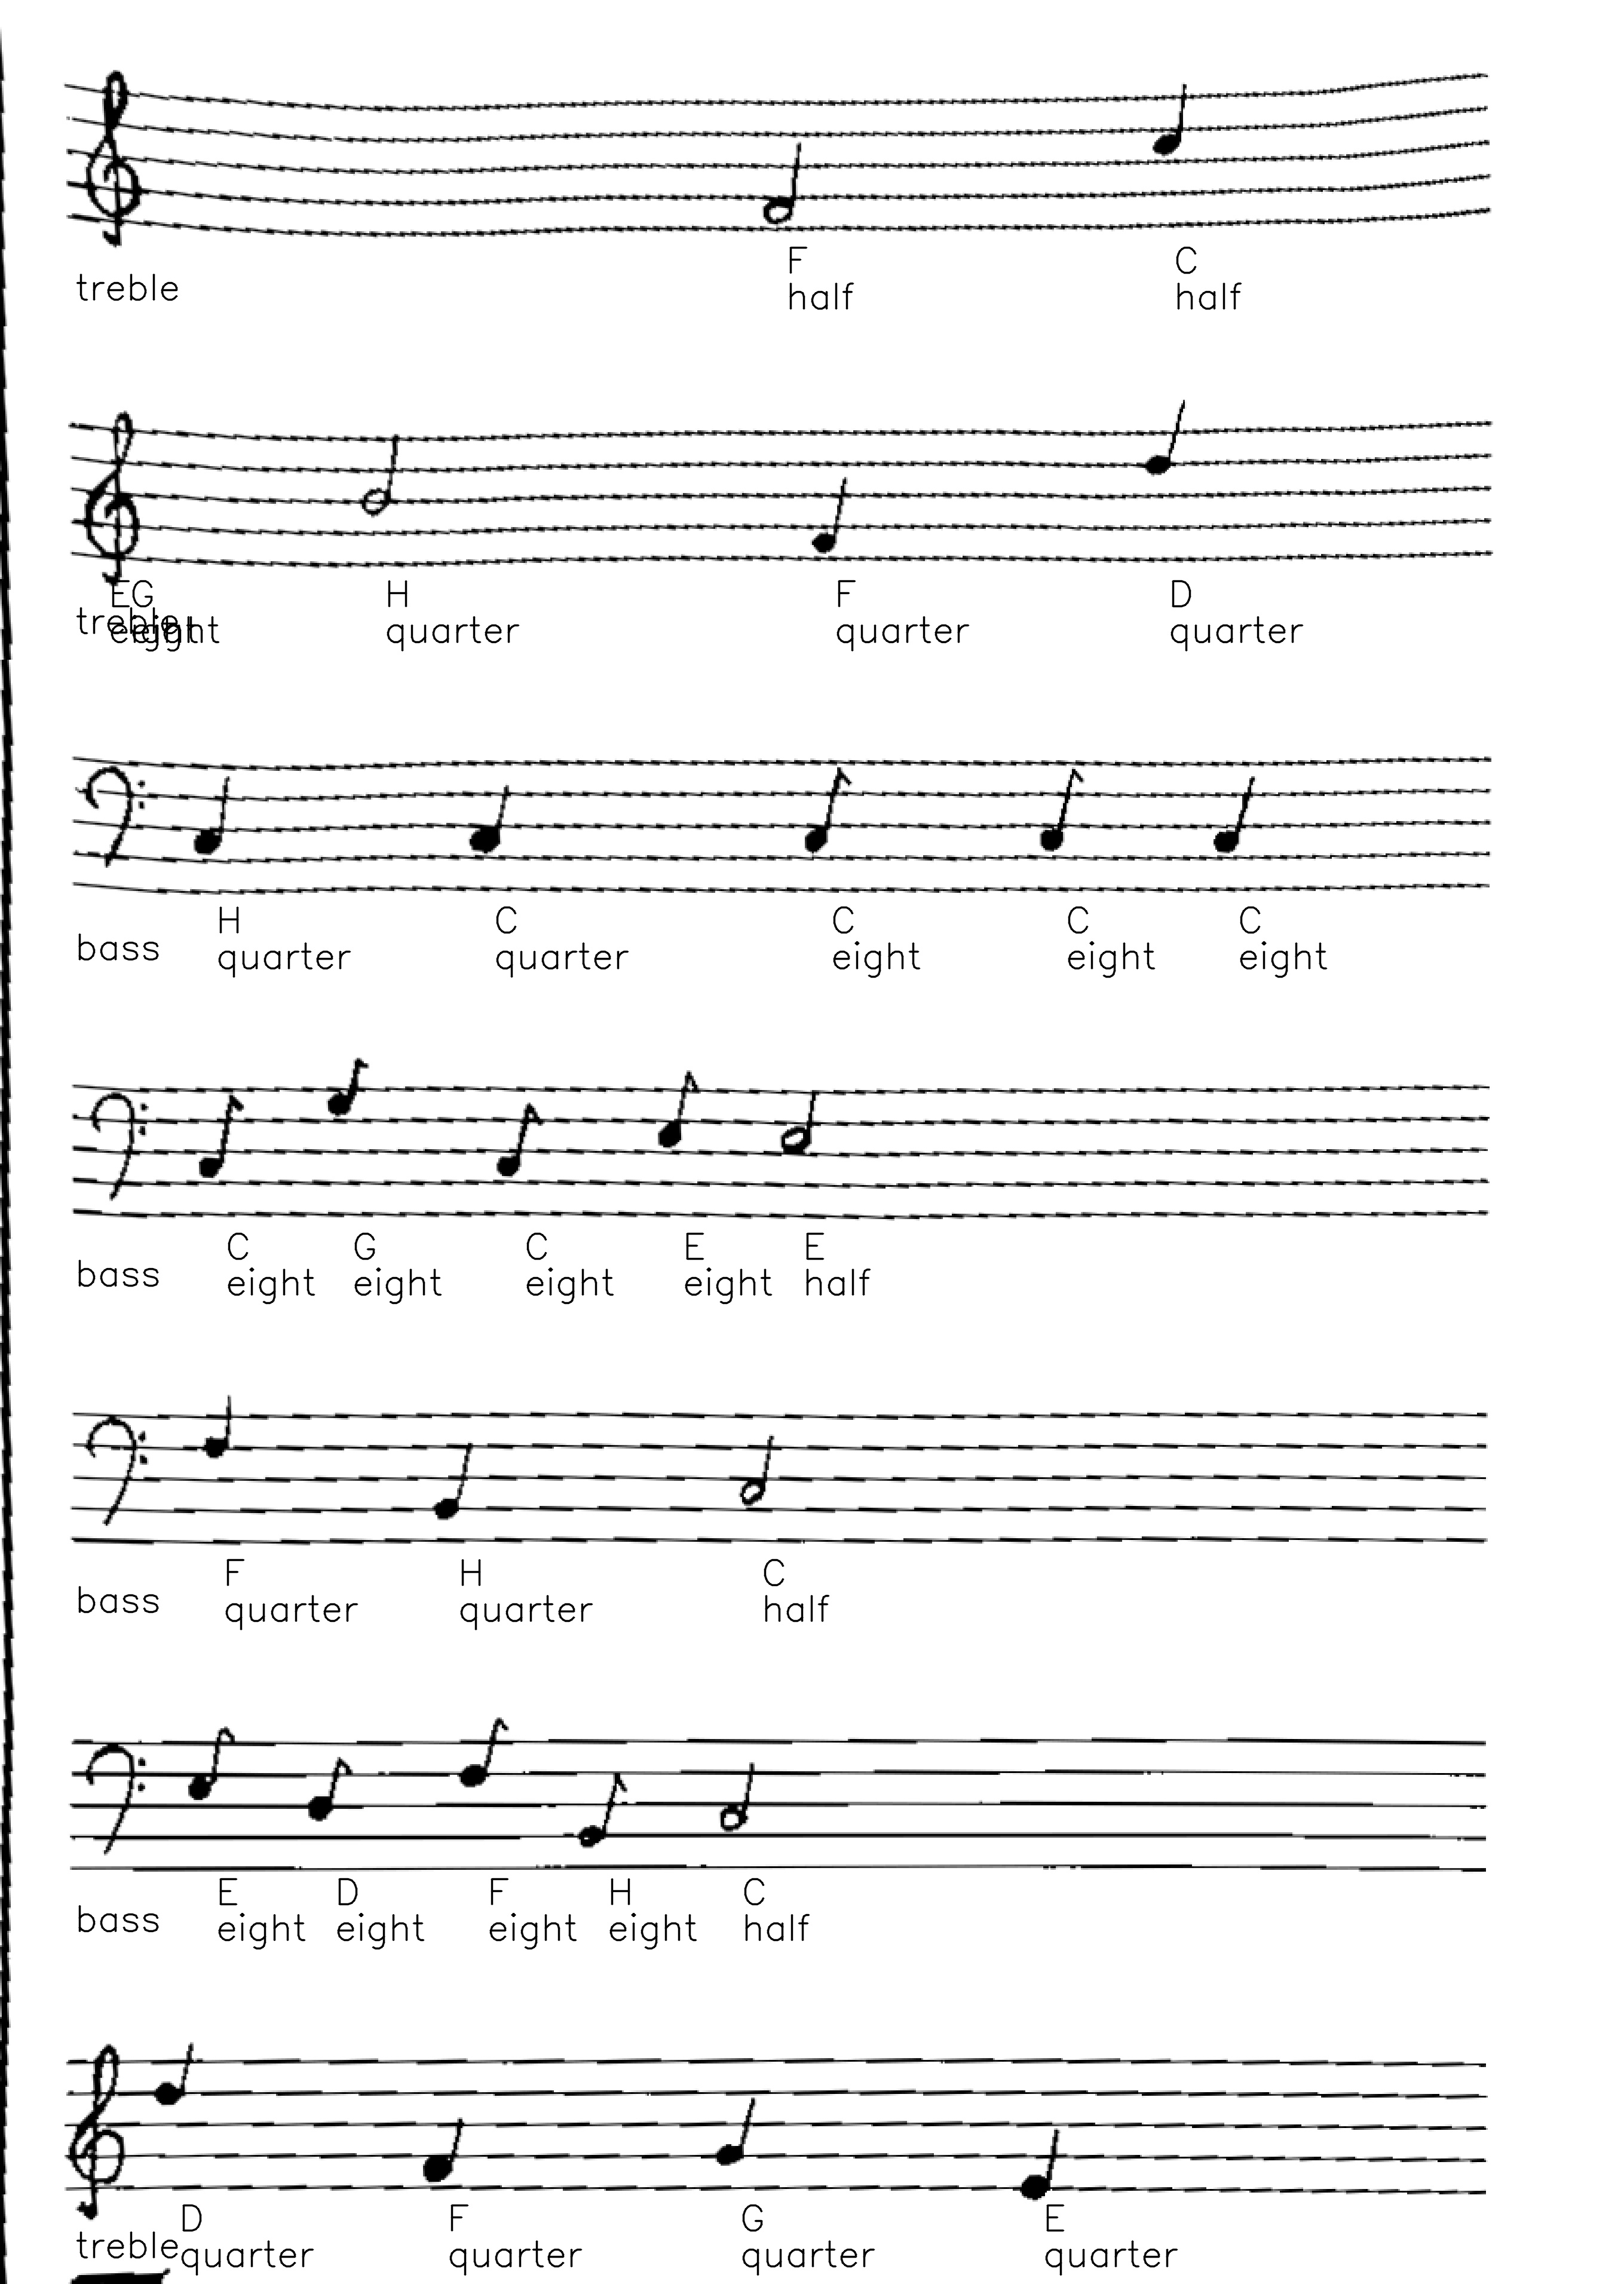 F C
treble half half
EG H F D
treble eight quarter quarter quarter
H C C C C
bass quarter quarter eight eight eight
C G C E E
bass eight eight eight eight half
F H C
bass quarter quarter half
E D F H C
bass eight eight eight eight half
D F G E
treble quarter quarter quarter quarter